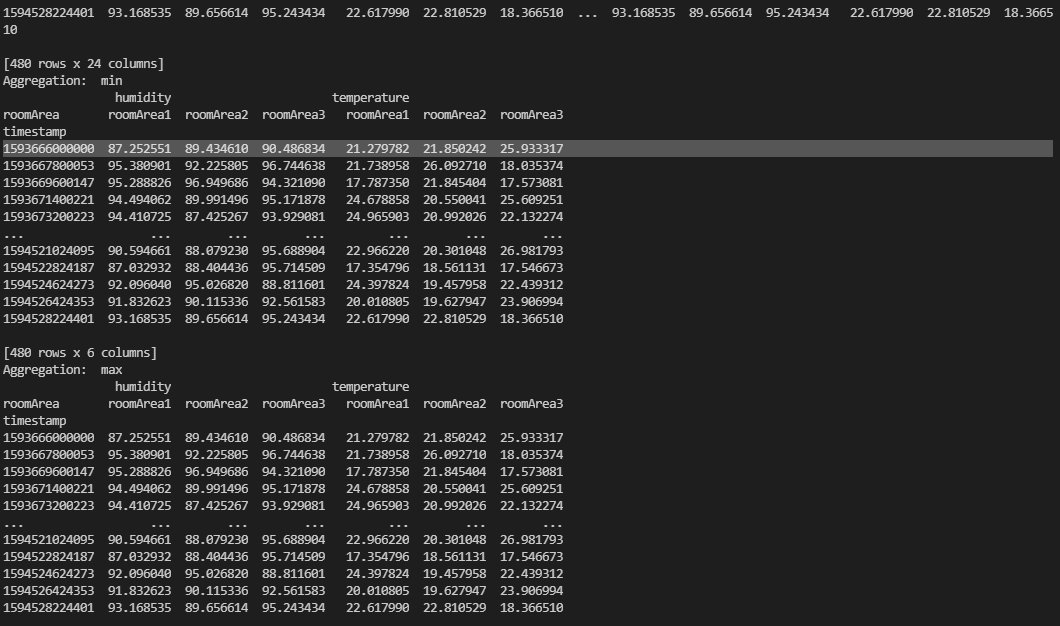 1594528224401  93.168535  89.656614  95.243434  22.617990  22.810529  18.366510  ...  93.168535  89.656614  95.243434   22.617990  22.810529  18.3665
10
[480 rows x 24 columns]
Aggregation:  min
                humidity                       temperature
roomArea       roomArea1  roomArea2  roomArea3   roomArea1  roomArea2  roomArea3
timestamp
1593666000000  87.252551  89.434610  90.486834   21.279782  21.850242  25.933317
1593667800053  95.380901  92.225805  96.744638   21.738958  26.092710  18.035374
1593669600147  95.288826  96.949686  94.321090   17.787350  21.845404  17.573081
1593671400221  94.494062  89.991496  95.171878   24.678858  20.550041  25.609251
1593673200223  94.410725  87.425267  93.929081   24.965903  20.992026  22.132274
...                  ...        ...        ...         ...        ...        ...
1594521024095  90.594661  88.079230  95.688904   22.966220  20.301048  26.981793
1594522824187  87.032932  88.404436  95.714509   17.354796  18.561131  17.546673
1594524624273  92.096040  95.026820  88.811601   24.397824  19.457958  22.439312
1594526424353  91.832623  90.115336  92.561583   20.010805  19.627947  23.906994
1594528224401  93.168535  89.656614  95.243434   22.617990  22.810529  18.366510
[480 rows x 6 columns]
Aggregation:  max
                humidity                       temperature
roomArea       roomArea1  roomArea2  roomArea3   roomArea1  roomArea2  roomArea3
timestamp
1593666000000  87.252551  89.434610  90.486834   21.279782  21.850242  25.933317
1593667800053  95.380901  92.225805  96.744638   21.738958  26.092710  18.035374
1593669600147  95.288826  96.949686  94.321090   17.787350  21.845404  17.573081
1593671400221  94.494062  89.991496  95.171878   24.678858  20.550041  25.609251
1593673200223  94.410725  87.425267  93.929081   24.965903  20.992026  22.132274
...                  ...        ...        ...         ...        ...        ...
1594521024095  90.594661  88.079230  95.688904   22.966220  20.301048  26.981793
1594522824187  87.032932  88.404436  95.714509   17.354796  18.561131  17.546673
1594524624273  92.096040  95.026820  88.811601   24.397824  19.457958  22.439312
1594526424353  91.832623  90.115336  92.561583   20.010805  19.627947  23.906994
1594528224401  93.168535  89.656614  95.243434   22.617990  22.810529  18.366510